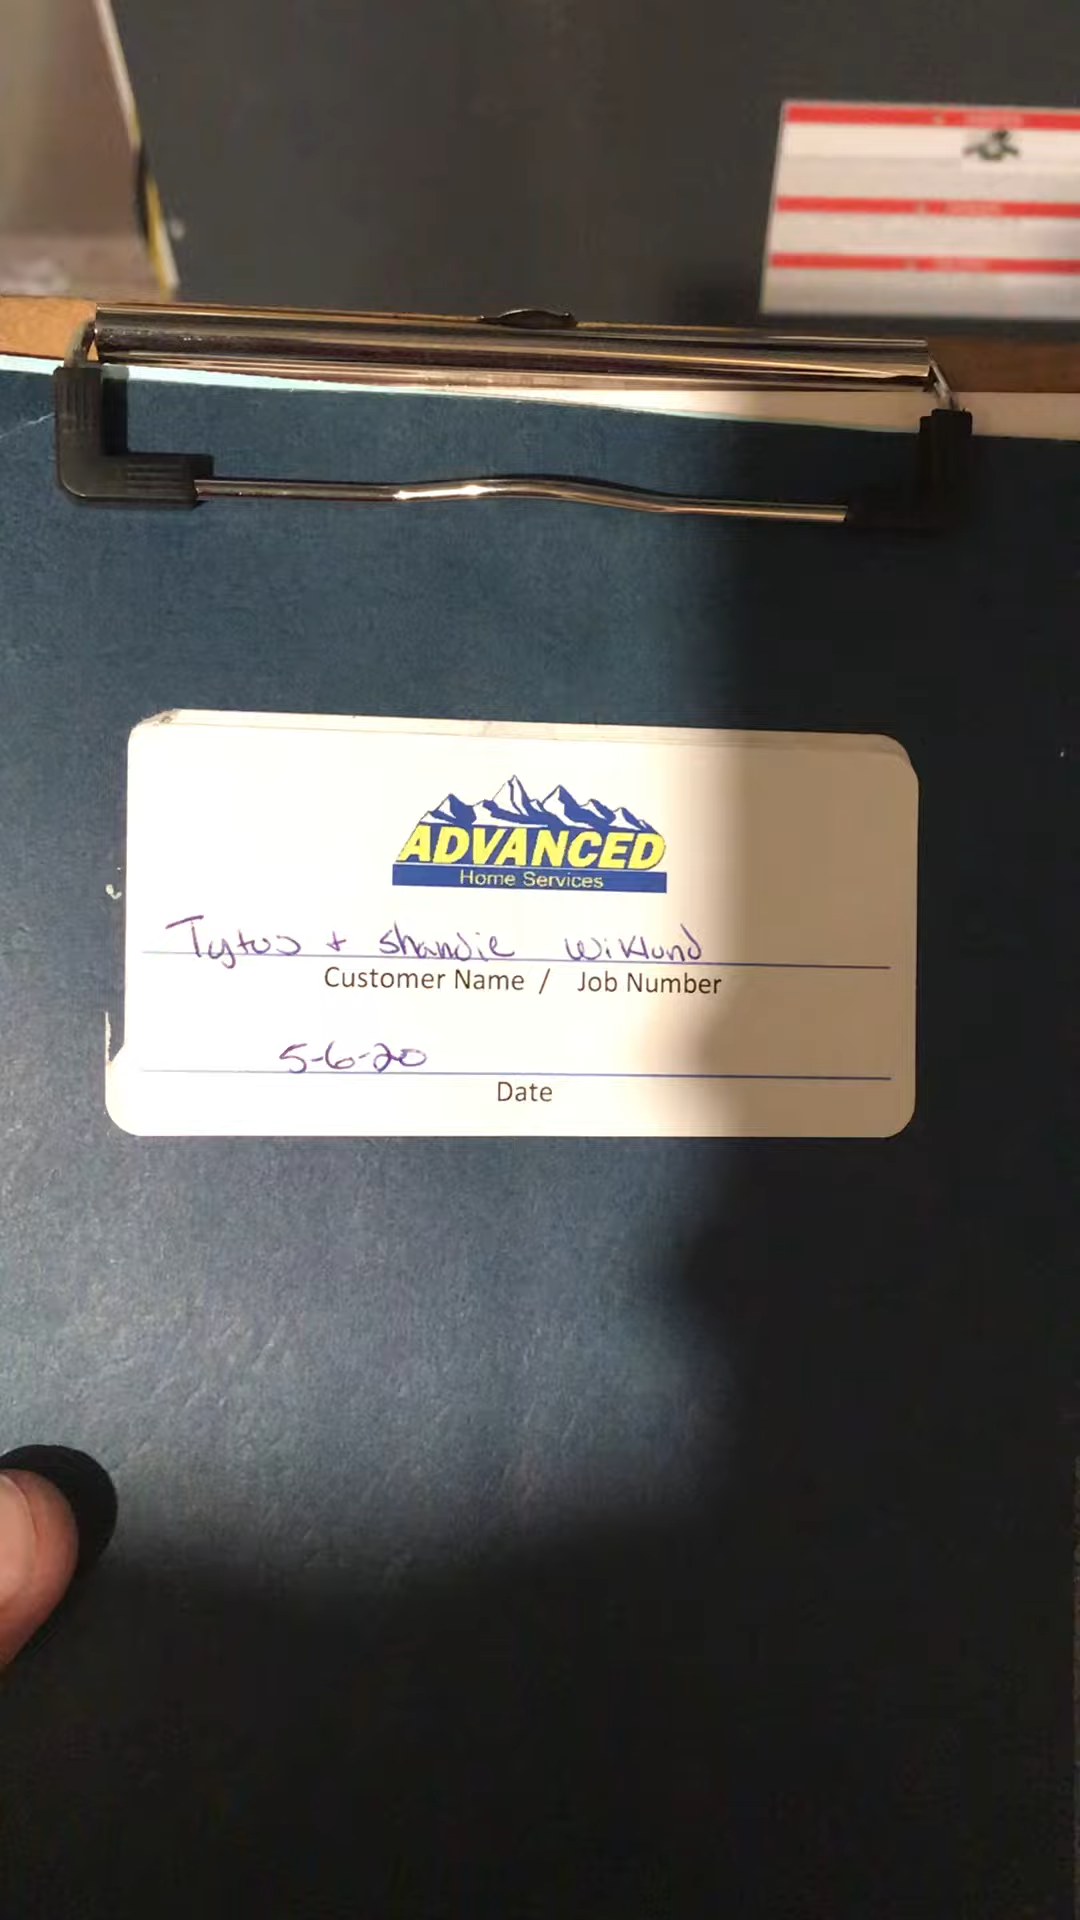 ADVANCED
Home Services
Tytus + Shandie Wiklund
Customer Name / Job Number
5-6-20
Date